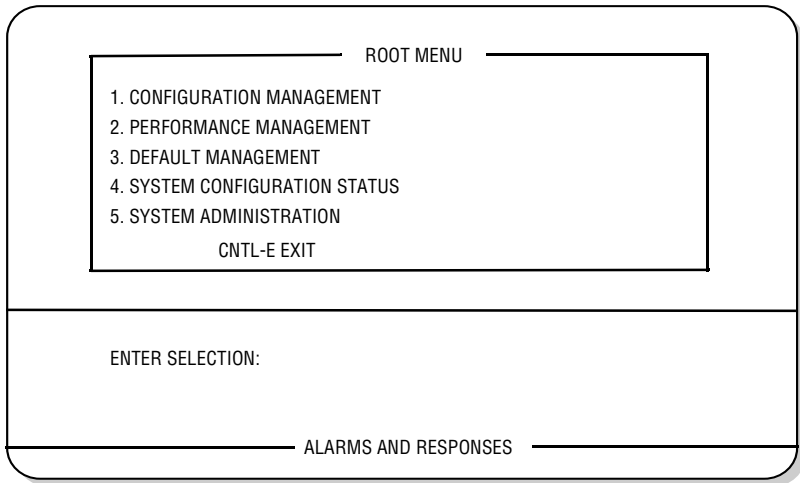 ROOT MENU
1. CONFIGURATION MANAGEMENT
2. PERFORMANCE MANAGEMENT
3. DEFAULT MANAGEMENT
4. SYSTEM CONFIGURATION STATUS
5. SYSTEM ADMINISTRATION
CNTL-E EXIT
ENTER SELECTION:
ALARMS AND RESPONSES